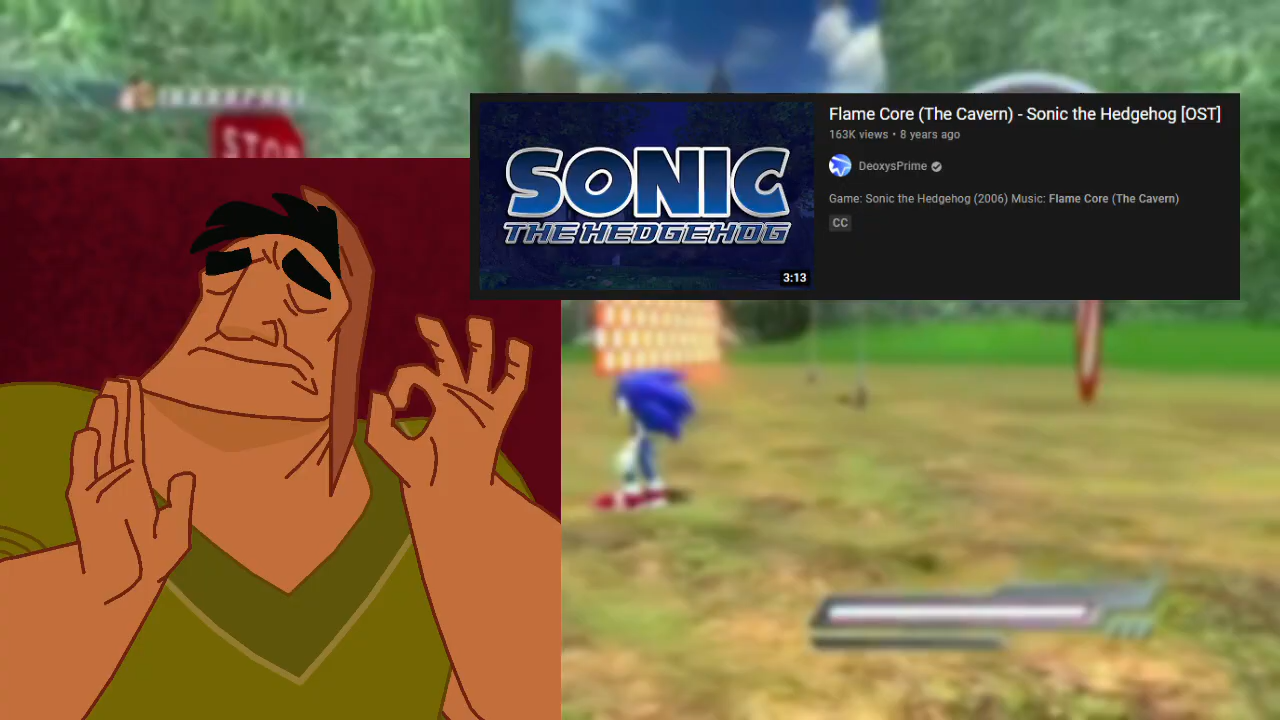 STOP
Flame Core (The Cavern) - Sonic the Hedgehog [OST]
163K views • 8 years ago
DeoxysPrime
Game: Sonic the Hedgehog (2006) Music: Flame Core (The Cavern)
CC
SONIC
THE HEDGEHOG
3:13